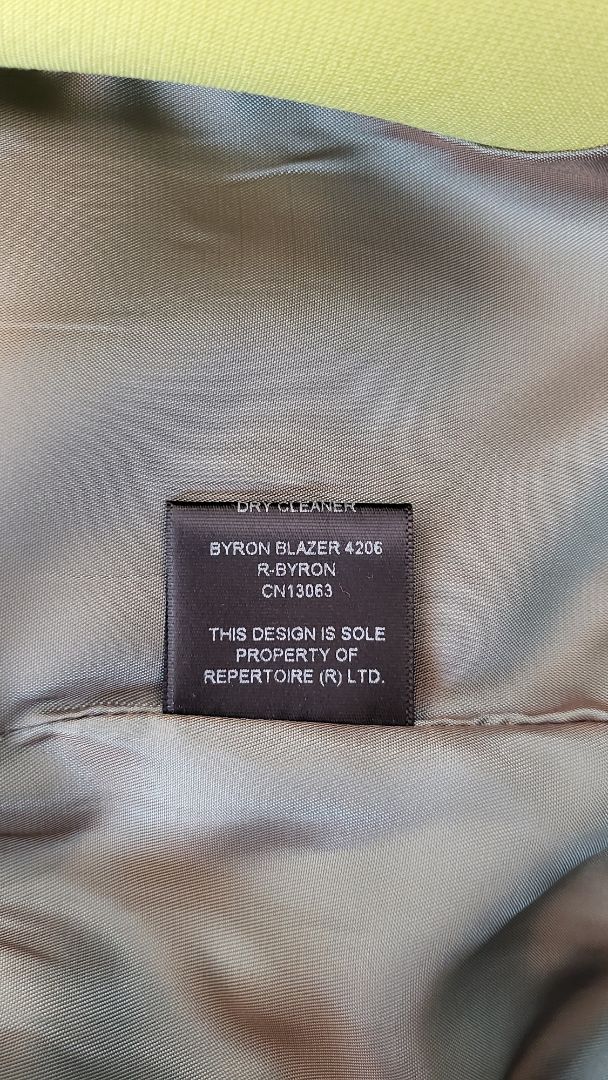 DRY CLEANER
BYRON BLAZER 4206
R-BYRON
CN13063
THIS DESIGN IS SOLE
PROPERTY OF
REPERTOIRE (R) LTD.